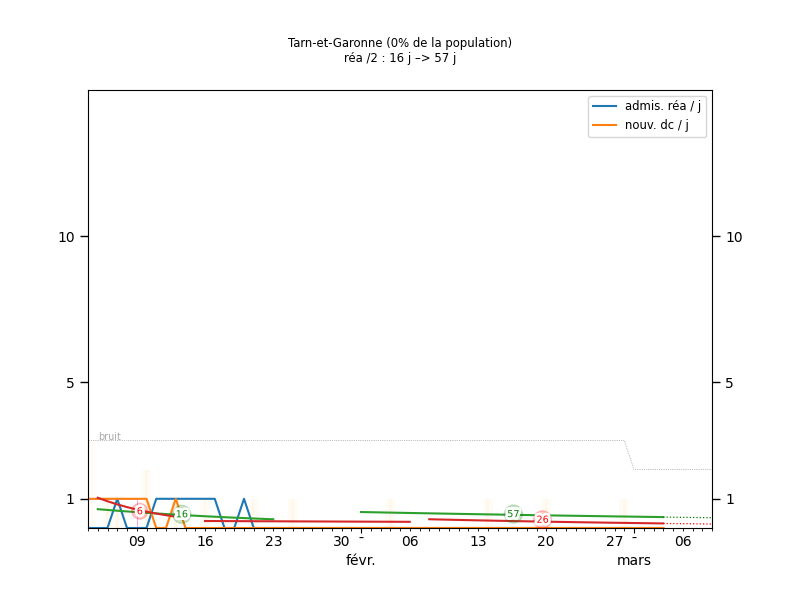 Tarn-et-Garonne (0% de la population)
réa /2 : 16 j –> 57 j
admis. réa / j
nouv. dc / j
10 10
5 5
bruit
1 1
6 16 57 26
09 16 23 30 - 06 13 20 27 - 06
févr. mars